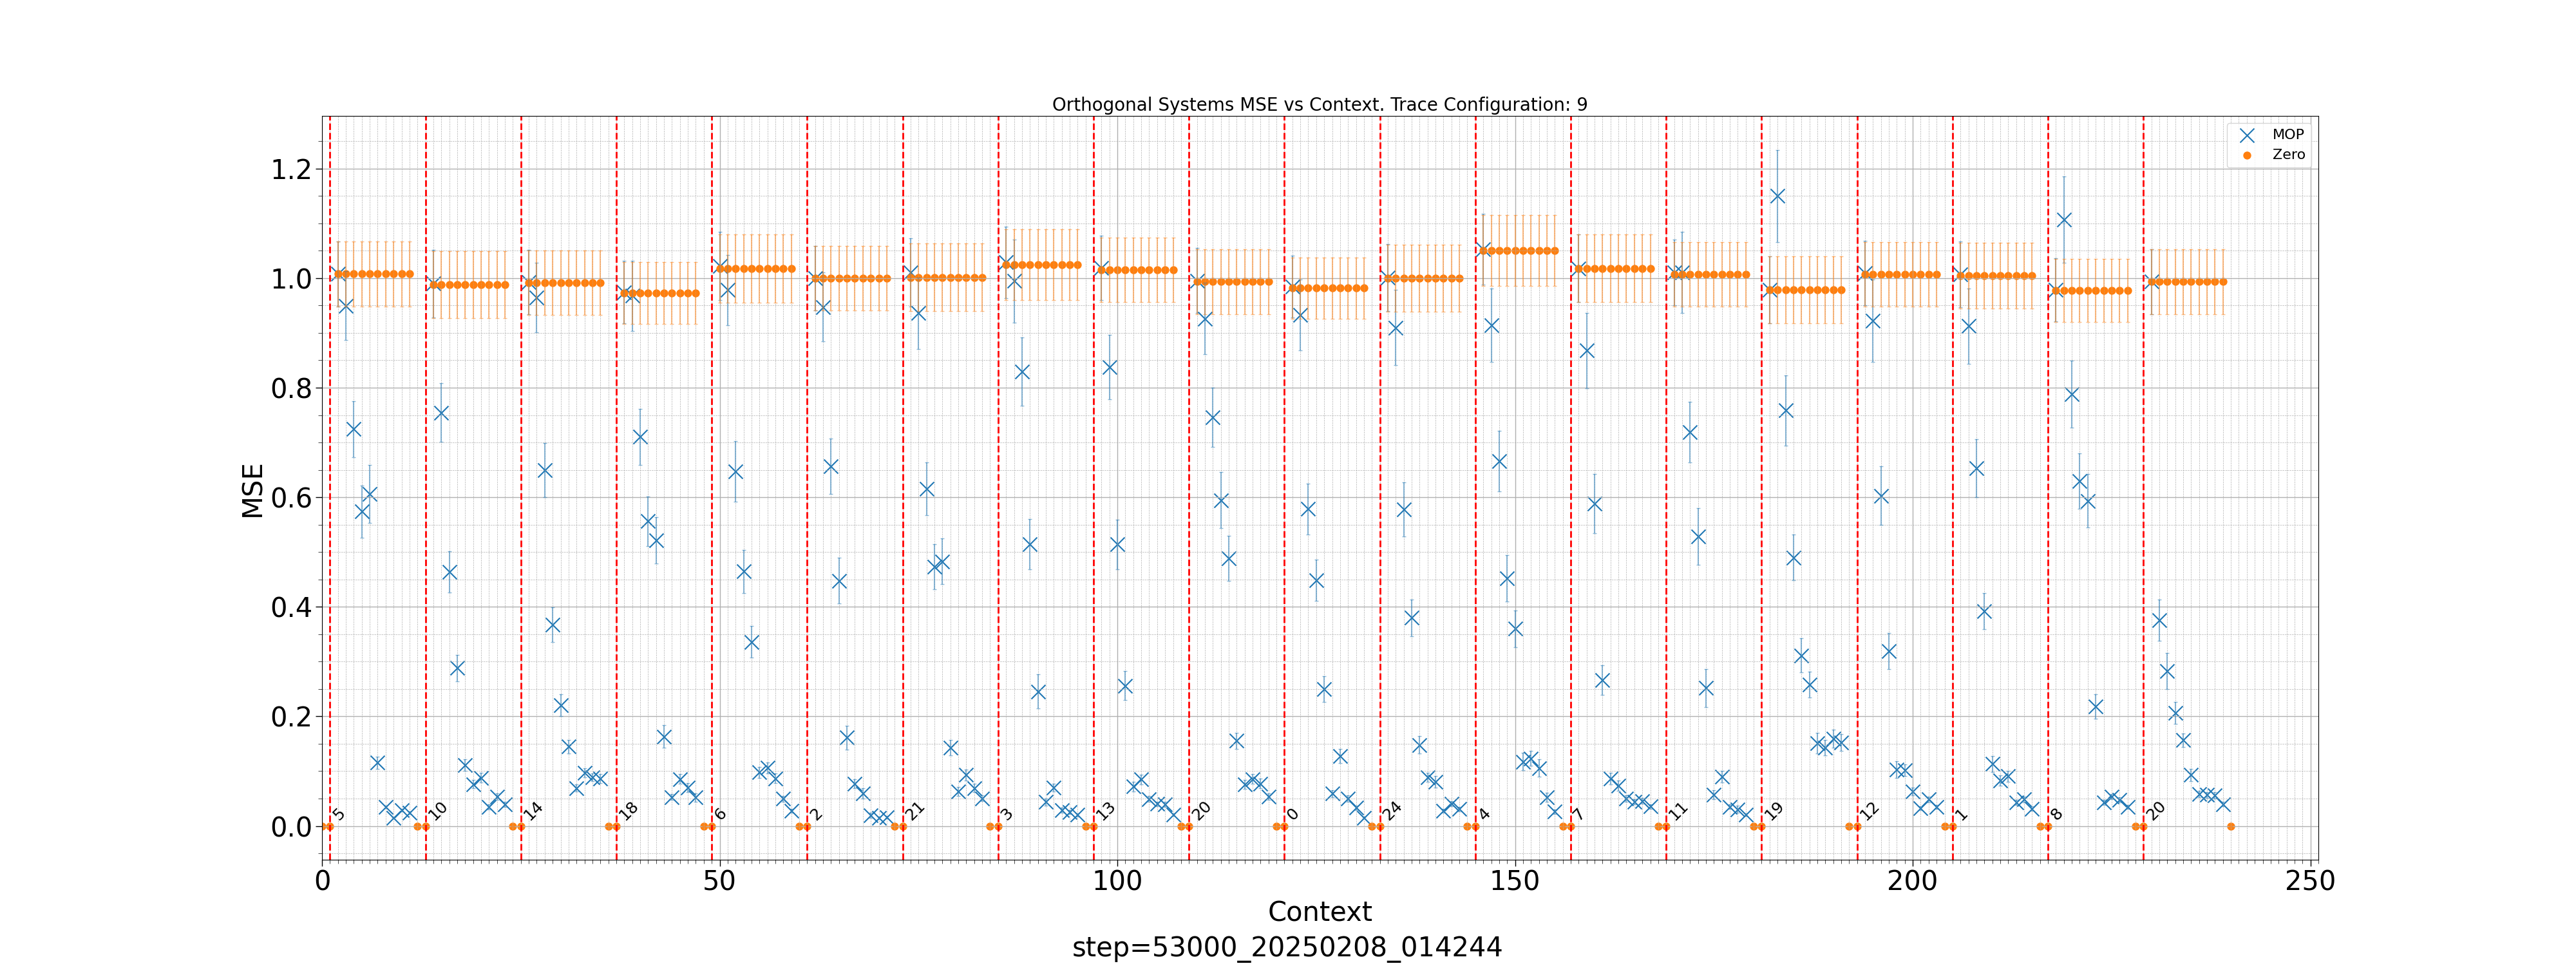 Orthogonal Systems MSE vs Context. Trace Configuration: 9
MOP
Zero
MSE
1.2
1.0
0.8
0.6
0.4
0.2
0.0
5 10 14 18 6 2 21 3 13 20 0 24 4 7 11 19 12 1 8 20
0 50 100 150 200 250
Context
step=53000_20250208_014244